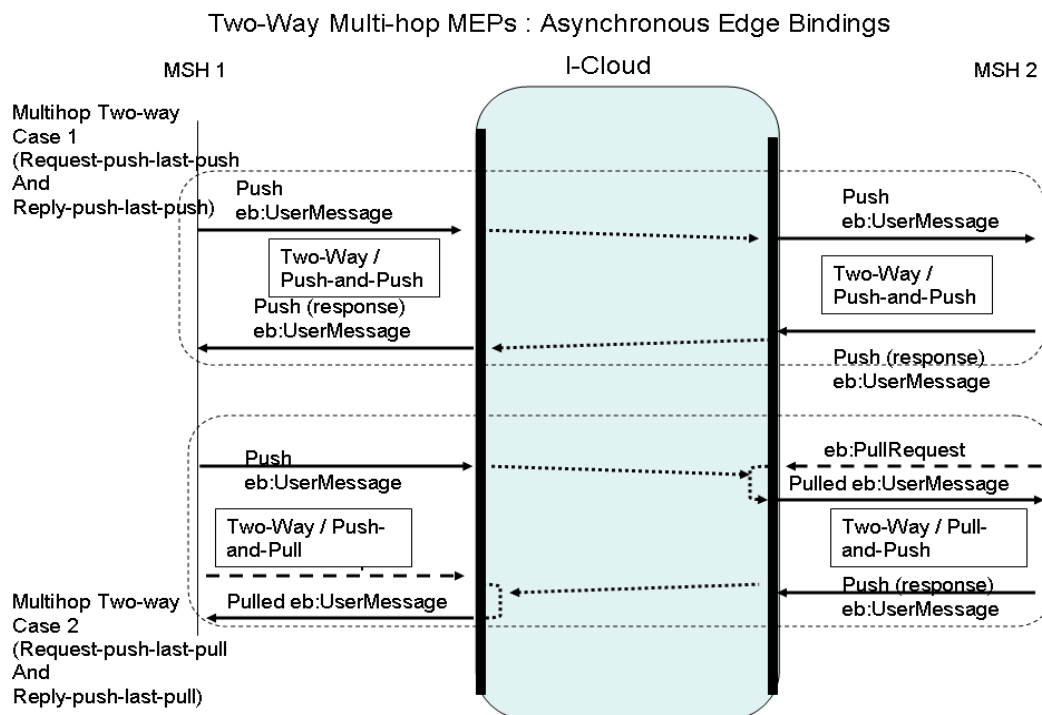 Two-Way Multi-hop MEPs : Asynchronous Edge Bindings
MSH 1
I-Cloud
MSH 2
Multihop Two-way
Case 1
(Request-push-last-push
And
Reply-push-last-push)
Push
eb:UserMessage
Push
eb:UserMessage
Two-Way /
Push-and-Push
Two-Way /
Push-and-Push
Push (response)
eb:UserMessage
Push (response)
eb:UserMessage
Push
eb:UserMessage
eb:PullRequest
Pulled eb:UserMessage
Two-Way / Push-
and-Pull
Two-Way / Pull-
and-Push
Pulled eb:UserMessage
Push (response)
eb:UserMessage
Multihop Two-way
Case 2
(Request-push-last-pull
And
Reply-push-last-pull)